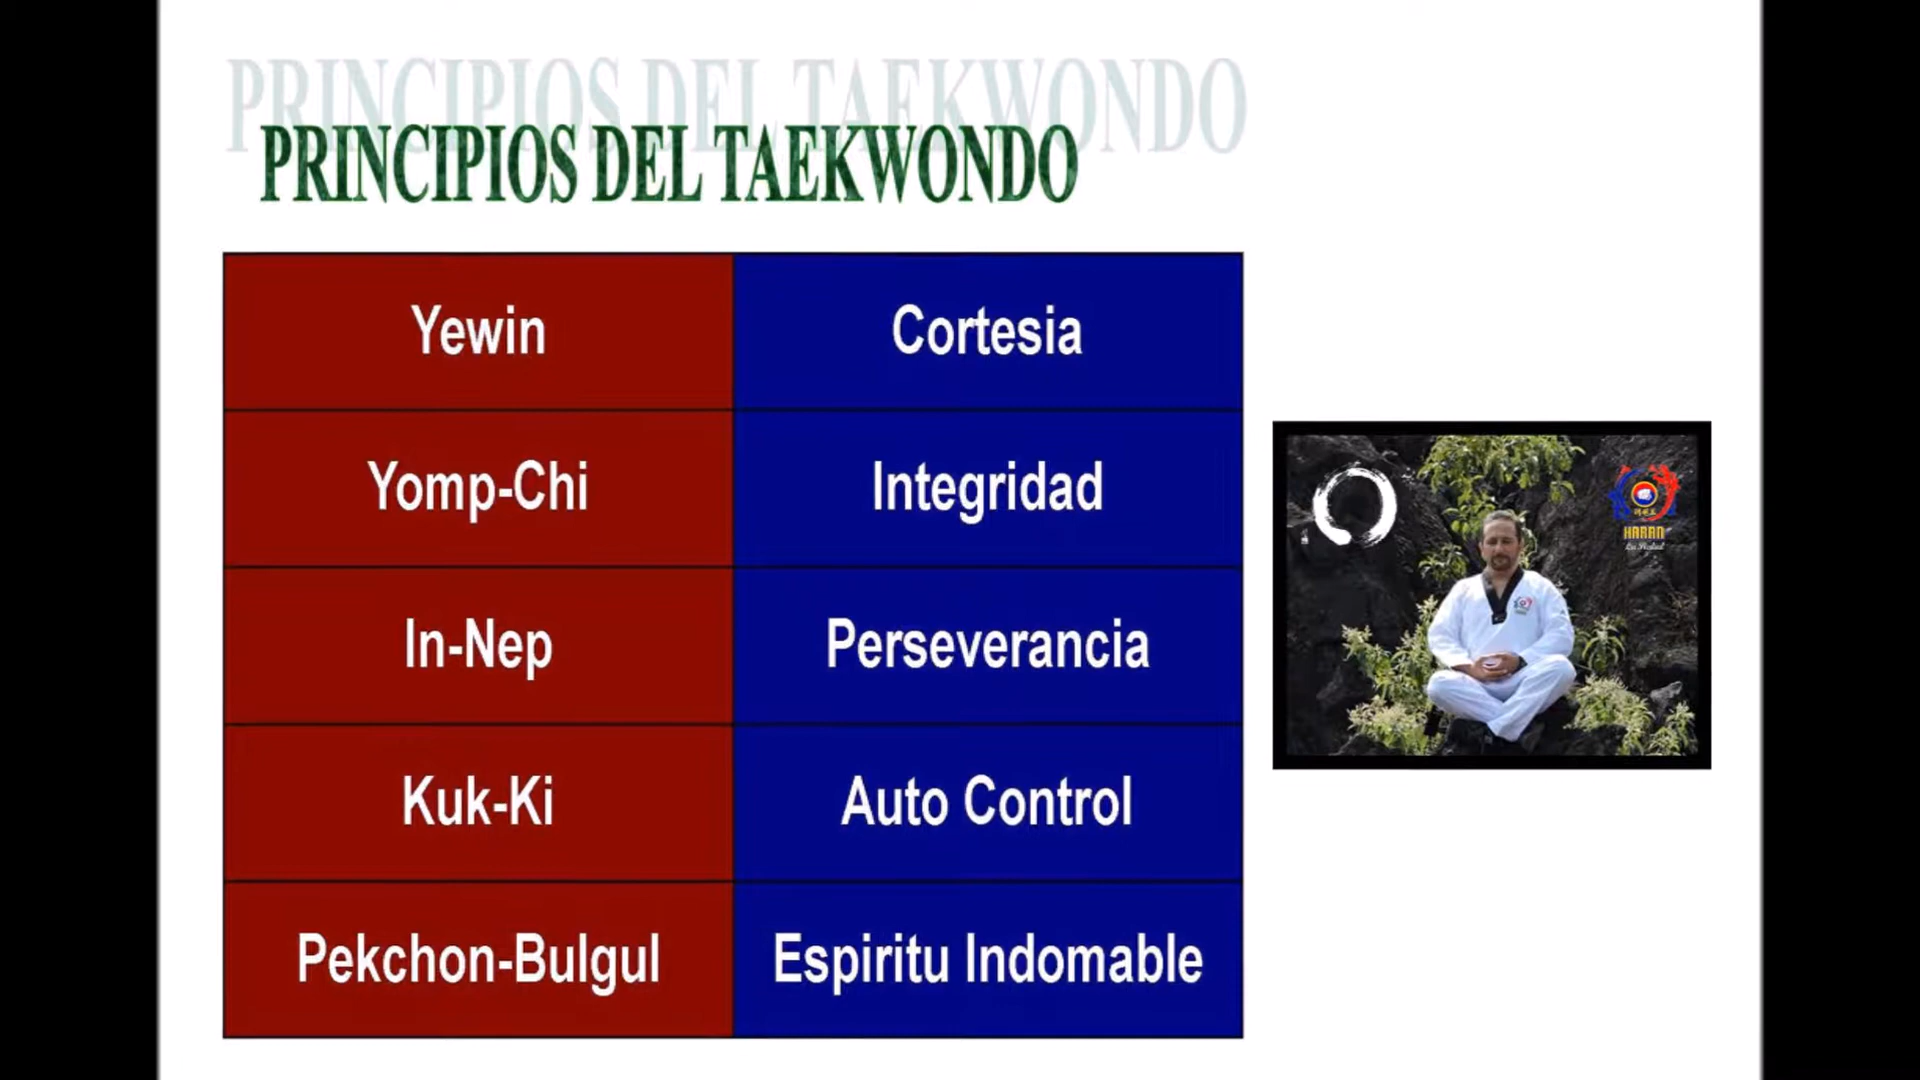 PRINCIPIOS DEL TAEKWONDO
PRINCIPIOS DEL TAEKWONDO
Yewin Cortesia
Yomp-Chi Integridad
In-Nep Perseverancia
Kuk-Ki Auto Control
Pekchon-Bulgul Espiritu Indomable
HARAN